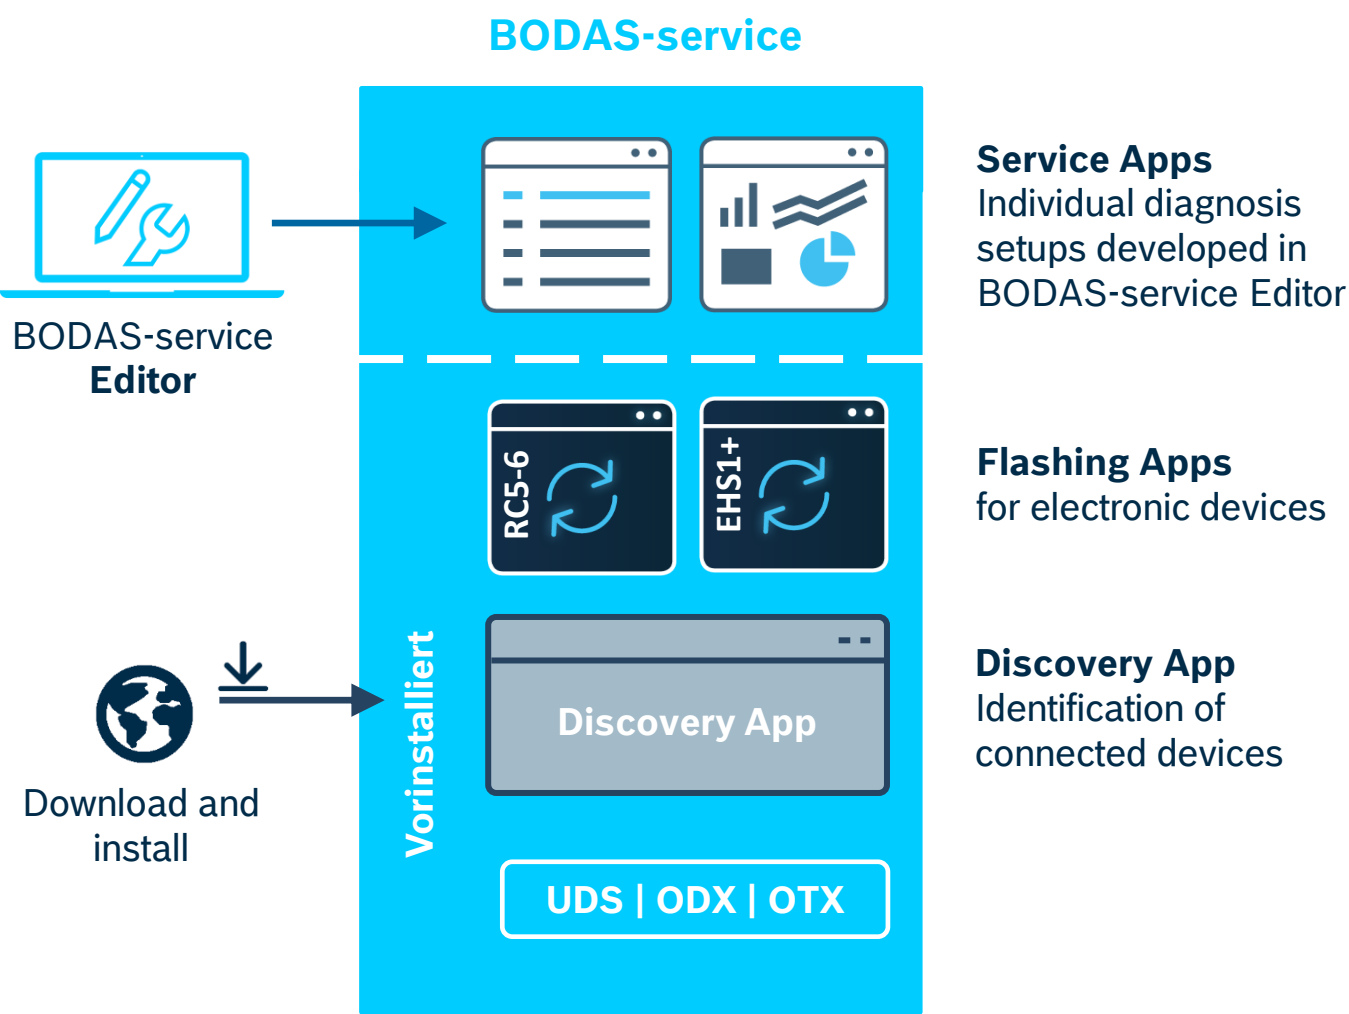 BODAS-service
BODAS-service
Editor
Service Apps
Individual diagnosis
setups developed in
BODAS-service Editor
RC5-6
EHS1+
Flashing Apps
for electronic devices
Download and
install
Vorinstalliert
Discovery App
Discovery App
Identification of
connected devices
UDS | ODX | OTX